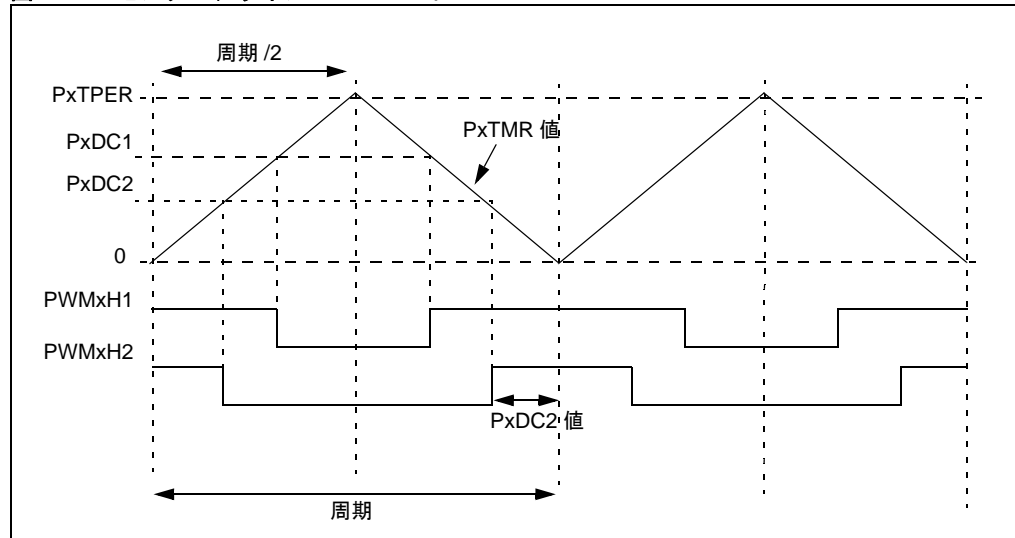 周期 /2
PxTPER
PxTMR 値
PxDC1
PxDC2
0
PWMxH1
PWMxH2
PxDC2 値
周期